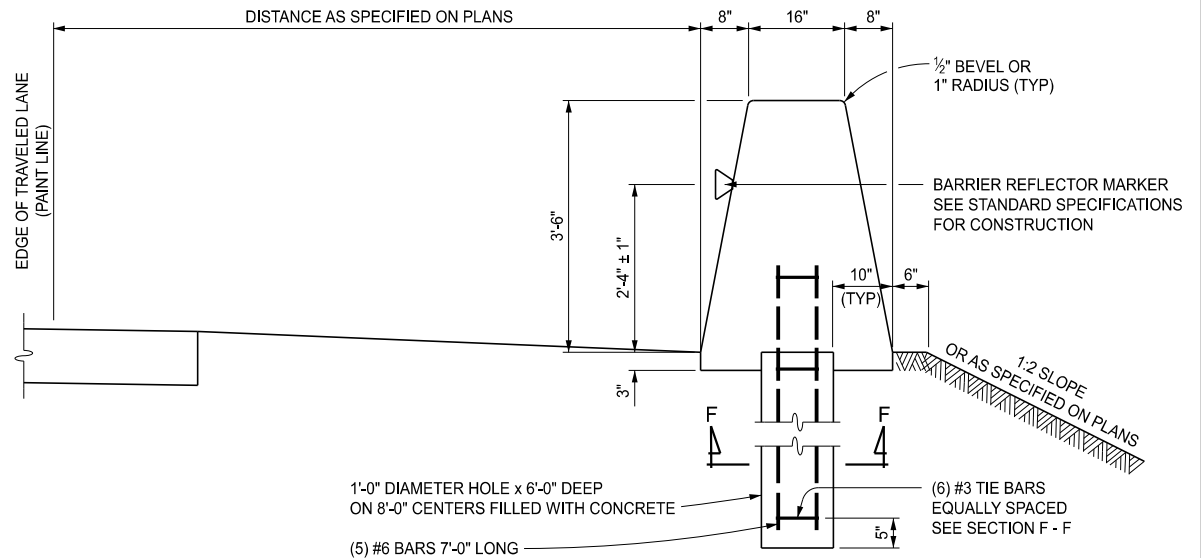 DISTANCE AS SPECIFIED ON PLANS
8"
16"
8"
EDGE OF TRAVELED LANE
(PAINT LINE)
½" BEVEL OR
1" RADIUS (TYP)
BARRIER REFLECTOR MARKER
SEE STANDARD SPECIFICATIONS
FOR CONSTRUCTION
3'-6"
2'-4" ± 1"
10"
(TYP)
6"
3"
1:2 SLOPE
OR AS SPECIFIED ON PLANS
F
F
1'-0" DIAMETER HOLE x 6'-0" DEEP
ON 8'-0" CENTERS FILLED WITH CONCRETE
(5) #6 BARS 7'-0" LONG
(6) #3 TIE BARS
EQUALLY SPACED
SEE SECTION F - F
5"